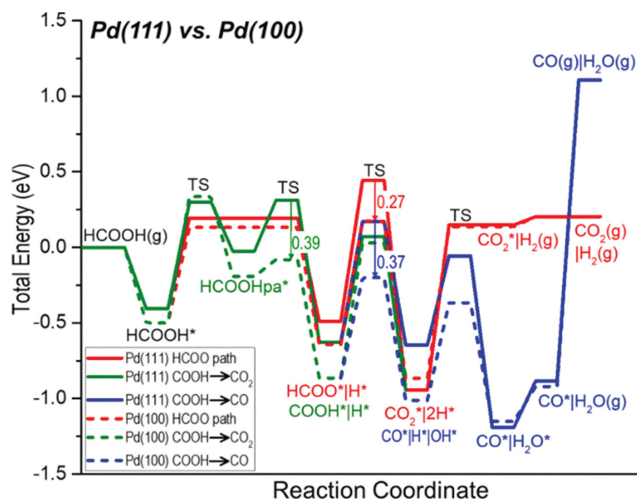 Pd(111) vs. Pd(100)
CO(g)|H₂O(g)
1.5
1.0
0.5
0.0
-0.5
-1.0
-1.5
Total Energy (eV)
HCOOH(g)
HCOOH*
TS
HCOOHpa*
TS
0.39
HCOO*|H*
COOH*|H*
TS
0.27
0.37
CO₂*|2H*
CO*|H*|OH*
TS
CO₂*|H₂(g)
CO₂(g)
|H₂(g)
CO*|H₂O*
CO*|H₂O(g)
Pd(111) HCOO path
Pd(111) COOH→CO₂
Pd(111) COOH→CO
Pd(100) HCOO path
Pd(100) COOH→CO₂
Pd(100) COOH→CO
Reaction Coordinate